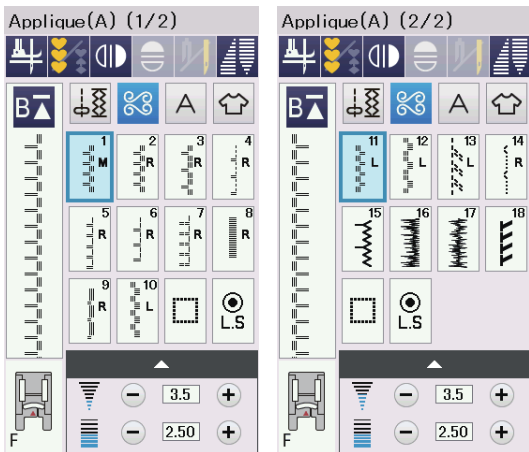 Applique(A) (1/2)
B
A
1 M
2 R
3 R
4 R
5 R
6 R
7 R
8 R
9 R
10 L
L.S
3.5
2.50
F
Applique(A) (2/2)
B
A
11 L
12 L
13 L
14 R
15
16
17
18
L.S
3.5
2.50
F